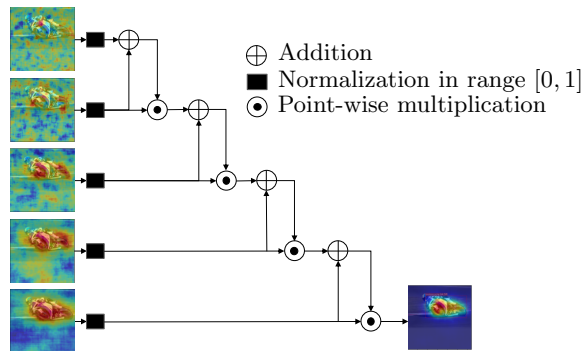 Addition
Normalization in range [0, 1]
Point-wise multiplication